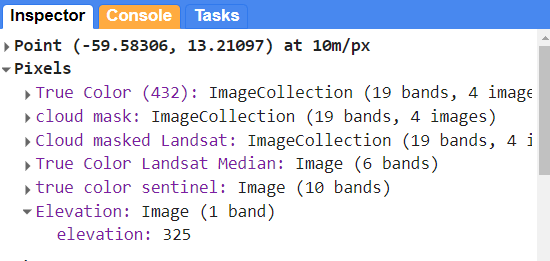 Inspector Console Tasks
Point (-59.58306, 13.21097) at 10m/px
Pixels
True Color (432): ImageCollection (19 bands, 4 image
cloud mask: ImageCollection (19 bands, 4 images)
Cloud masked Landsat: ImageCollection (19 bands, 4 i
True Color Landsat Median: Image (6 bands)
true color sentinel: Image (10 bands)
Elevation: Image (1 band)
elevation: 325